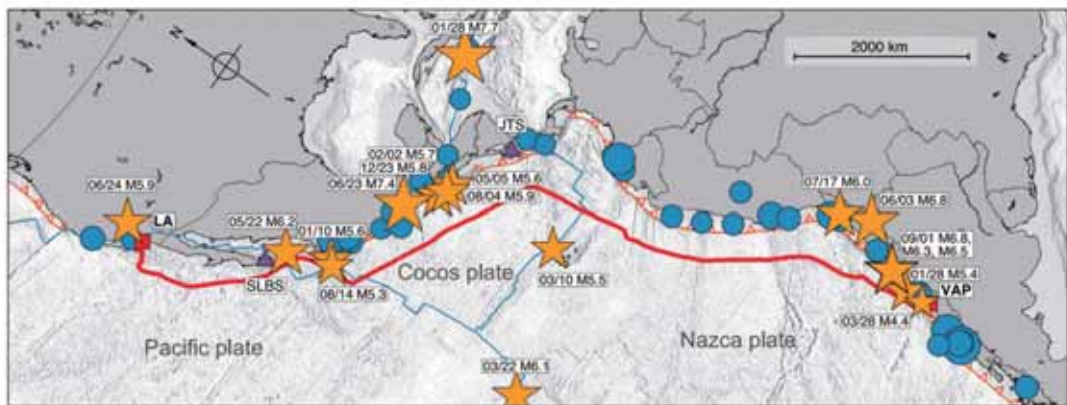 01/28 M7.7
2000 km
N
JTS
02/02 M5.7
12/23 M5.8
06/23 M7.4
05/05 M5.6
08/04 M5.9
06/24 M5.9
LA
05/22 M6.2
01/10 M5.6
07/17 M6.0
06/03 M6.8
09/01 M6.8,
M6.3, M6.5
01/28 M5.4
VAP
SLBS
08/14 M5.3
Cocos plate
03/10 M5.5
03/28 M4.4
Pacific plate
Nazca plate
03/22 M6.1